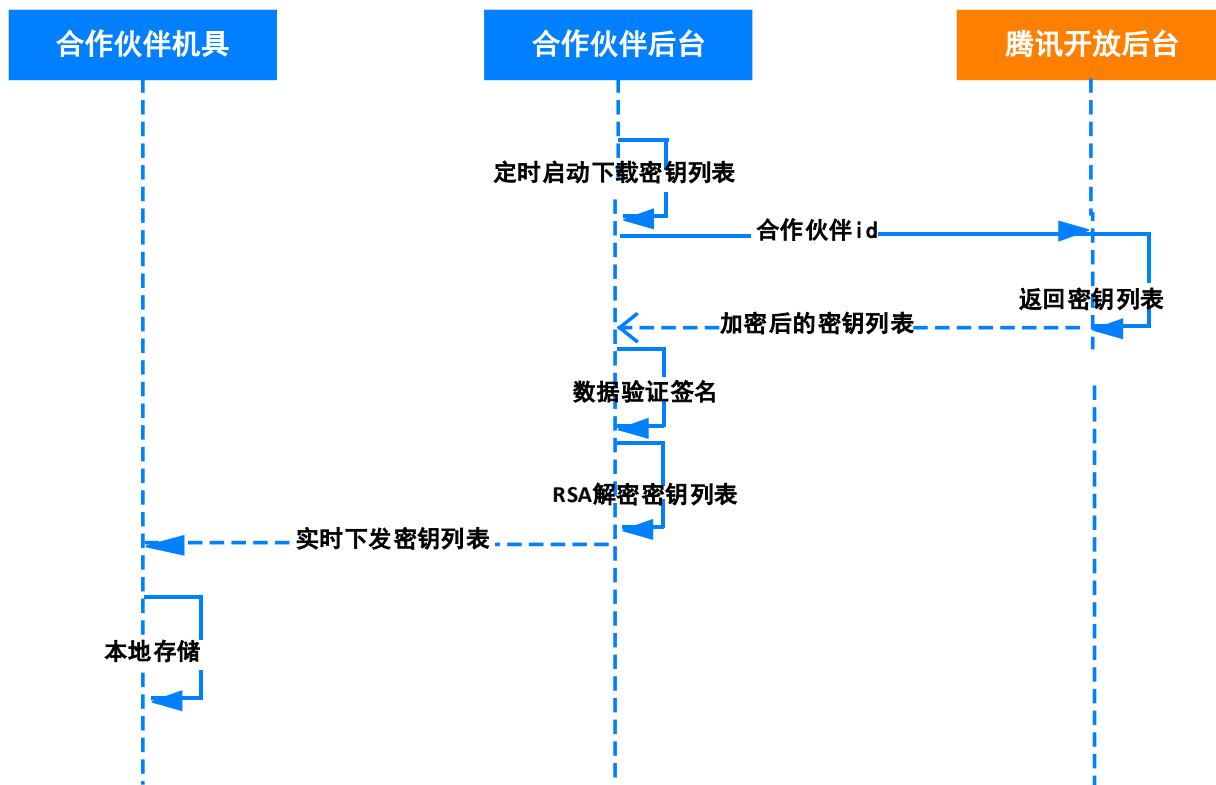 合作伙伴机具
合作伙伴后台
腾讯开放后台
定时启动下载密钥列表
合作伙伴id
返回密钥列表
加密后的密钥列表
数据验证签名
RSA解密密钥列表
实时下发密钥列表
本地存储